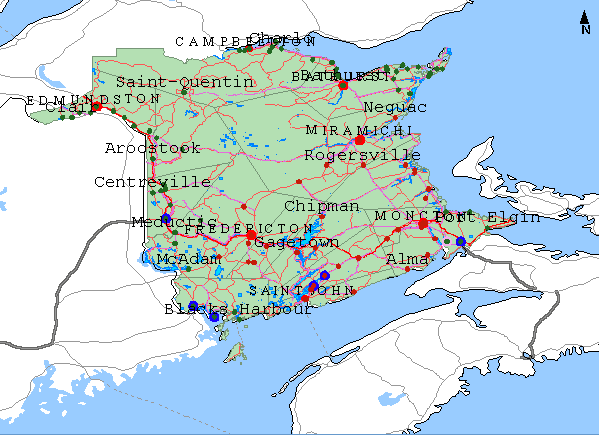 N
CAMPBELLTON
Charlo
Saint-Quentin
BATHURST
Bathurst
EDMUNDSTON
Clair
Neguac
MIRAMICHI
Aroostook
Rogersville
Centreville
Chipman
Meductic
MONCTON
Port Elgin
FREDERICTON
Gagetown
McAdam
Alma
SAINT JOHN
Blacks Harbour